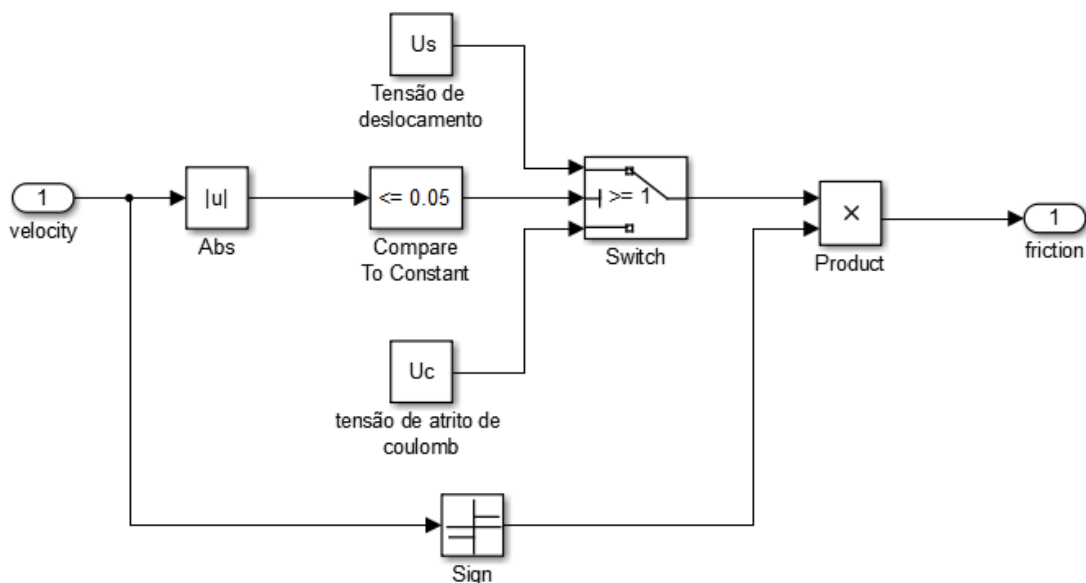 Us
Tensão de
deslocamento
1
velocity
|u|
Abs
<= 0.05
Compare
To Constant
>= 1
Switch
×
Product
1
friction
Uc
tensão de atrito de
coulomb
Sign